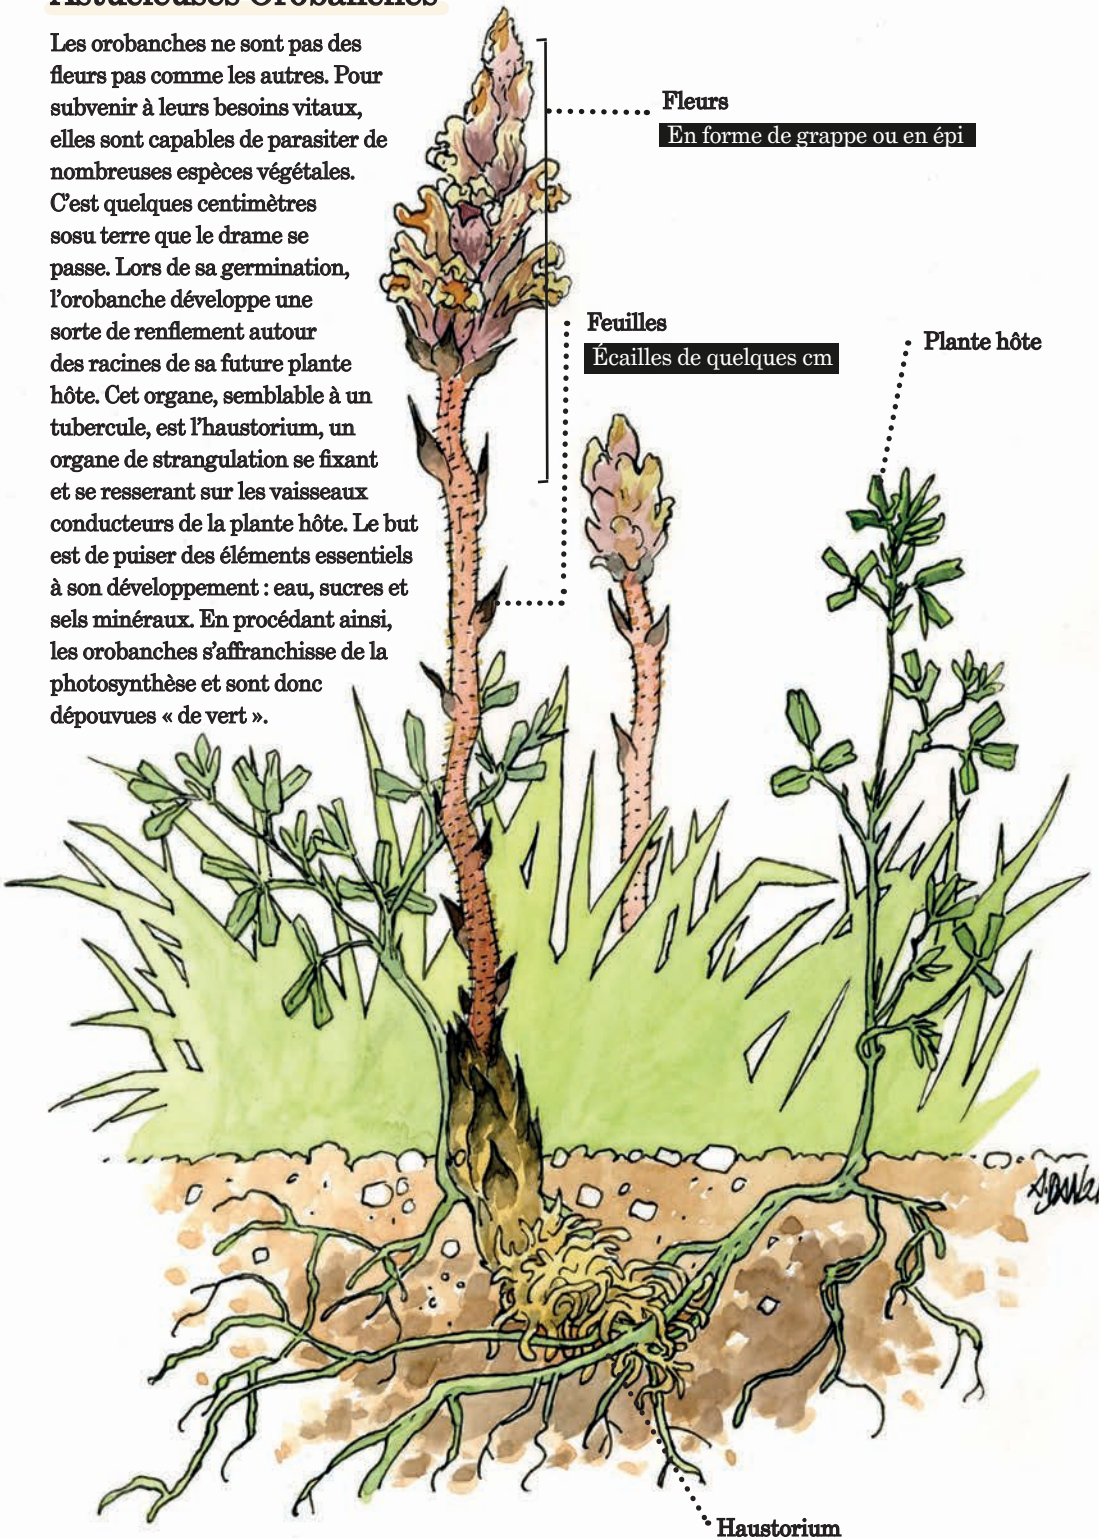 Astucieuses Orobanches
Les orobanches ne sont pas des
fleurs pas comme les autres. Pour
subvenir à leurs besoins vitaux,
elles sont capables de parasiter de
nombreuses espèces végétales.
C’est quelques centimètres
sosu terre que le drame se
passe. Lors de sa germination,
l’orobanche développe une
sorte de renflement autour
des racines de sa future plante
hôte. Cet organe, semblable à un
tubercule, est l’haustorium, un
organe de strangulation se fixant
et se resserant sur les vaisseaux
conducteurs de la plante hôte. Le but
est de puiser des éléments essentiels
à son développement : eau, sucres et
sels minéraux. En procédant ainsi,
les orobanches s’affranchisse de la
photosynthèse et sont donc
dépouvues « de vert ».
Fleurs
En forme de grappe ou en épi
Feuilles
Écailles de quelques cm
Plante hôte
Haustorium